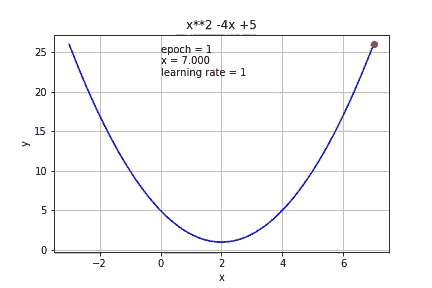 x**2 -4x +5
epoch = 1
x = 7.000
learning rate = 1
25
20
15
10
5
0
y
−2
0
2
4
6
x